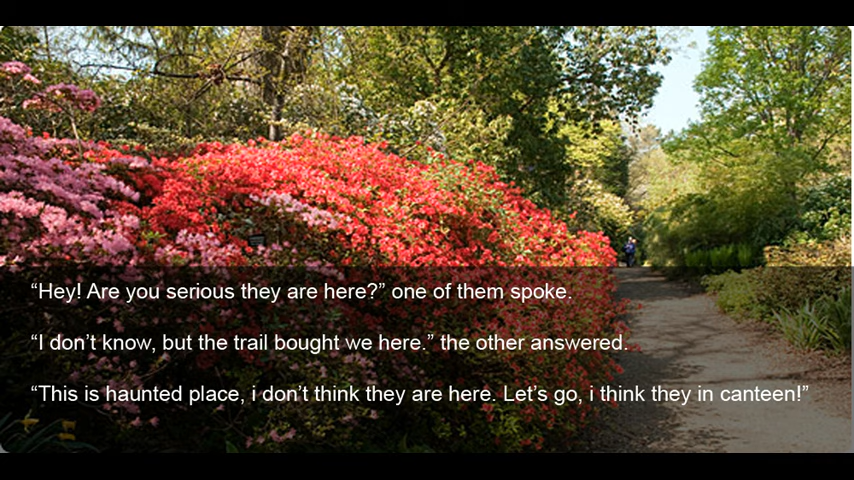 “Hey! Are you serious they are here?” one of them spoke.
“I don’t know, but the trail bought we here.” the other answered.
“This is haunted place, i don’t think they are here. Let’s go, i think they in canteen!”